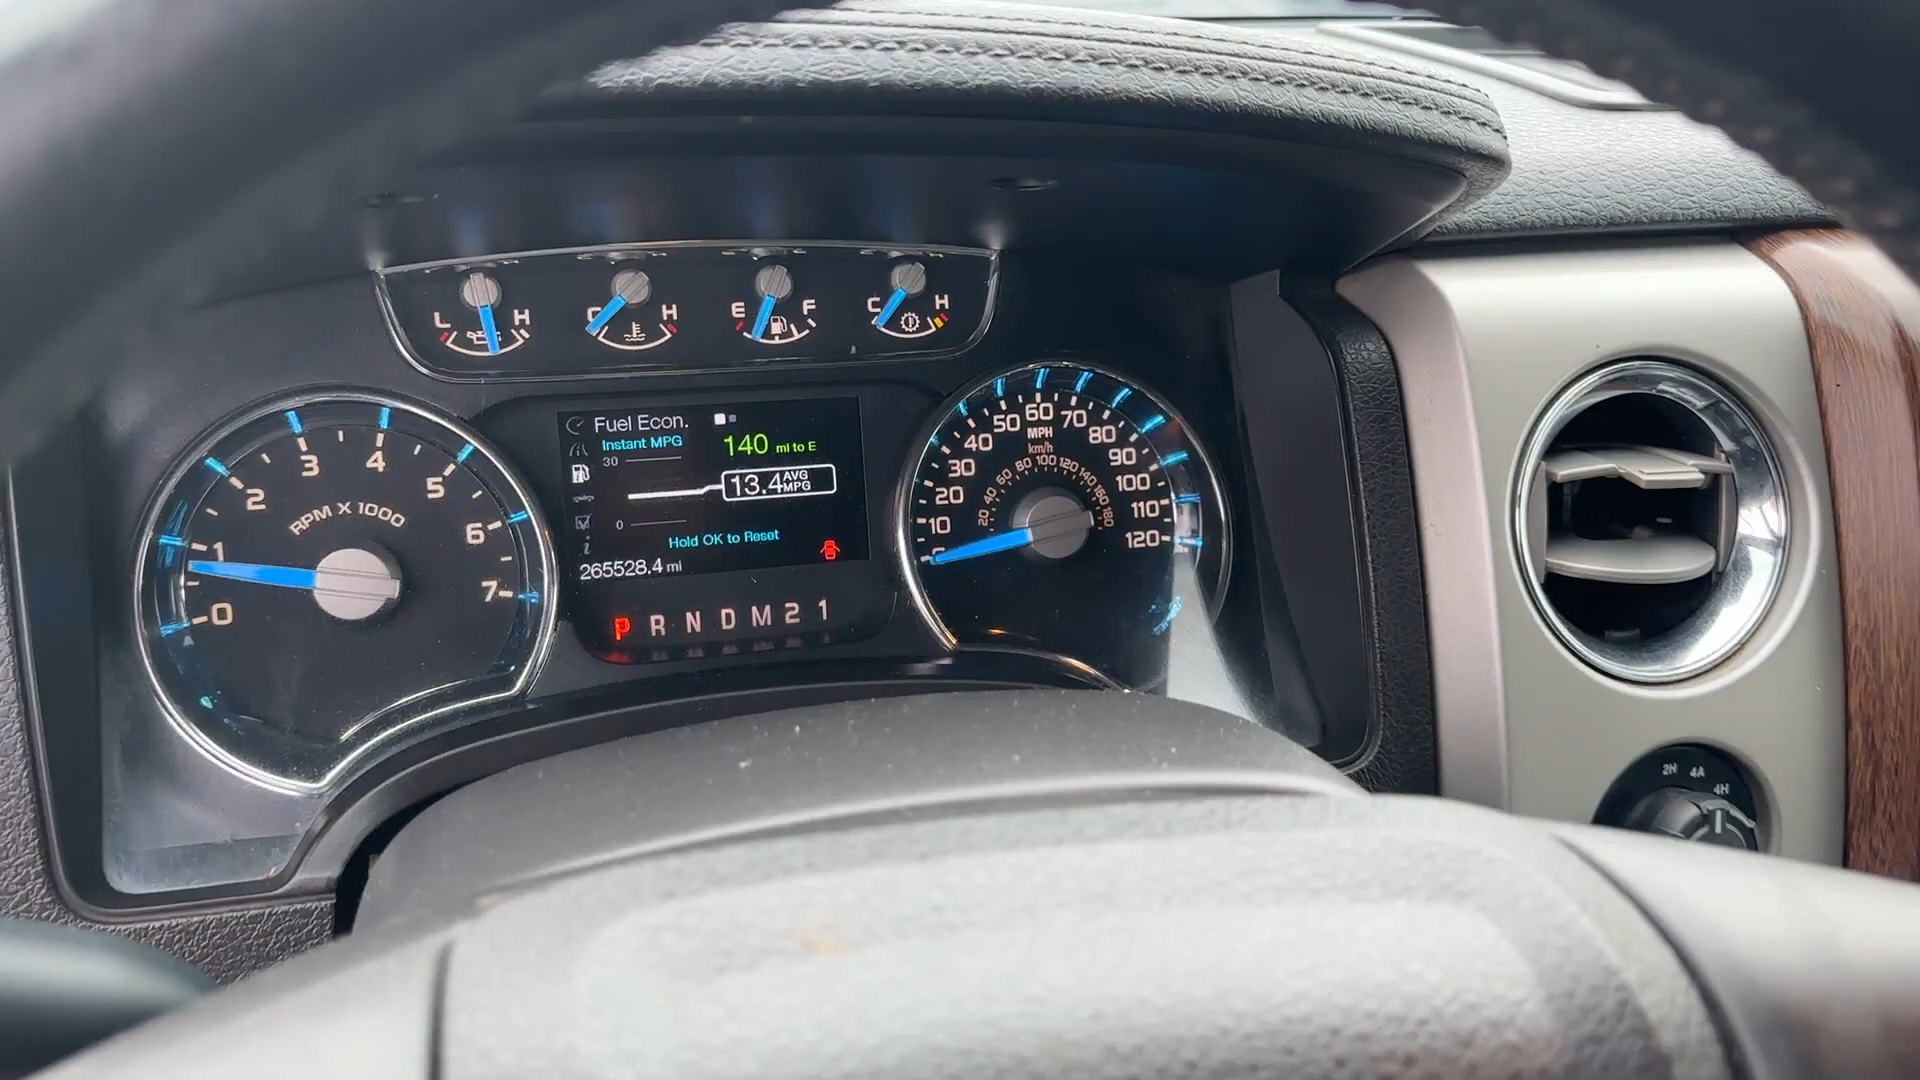 L H
C H
E F
C H
0 1 2 3 4 5 6 7
RPM X 1000
Fuel Econ.
Instant MPG
140 mi to E
30
13.4 AVG MPG
0
Hold OK to Reset
265528.4 mi
P R N D M 2 1
10 20 30 40 50 60 70 80 90 100 110 120
MPH
km/h
20 40 60 80 100 120 140 160 180
2H 4A 4H